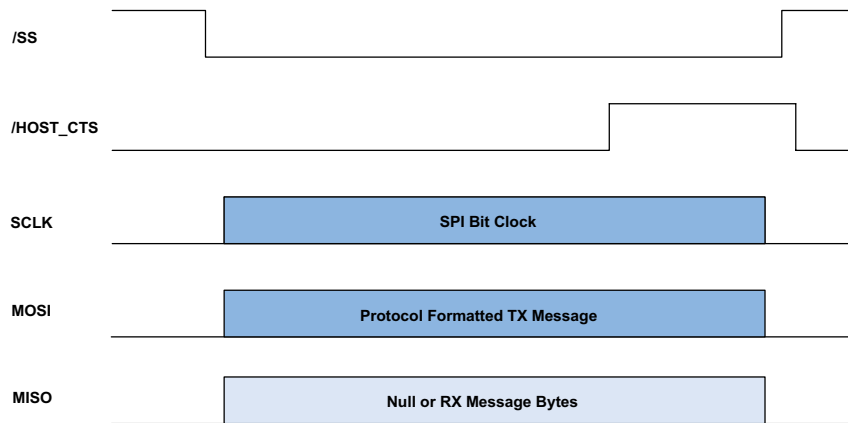 /SS
/HOST_CTS
SCLK
SPI Bit Clock
MOSI
Protocol Formatted TX Message
MISO
Null or RX Message Bytes